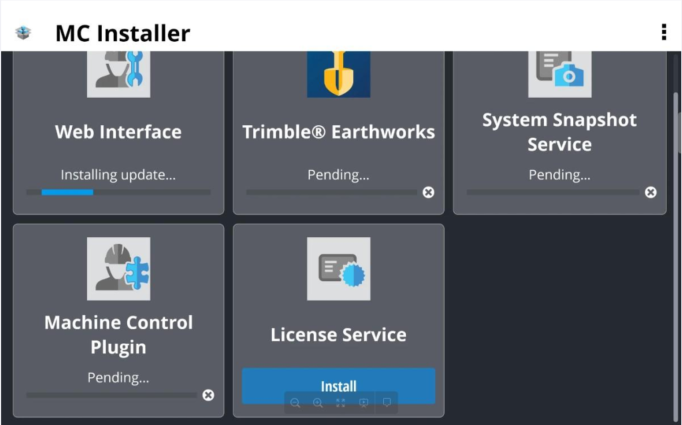 MC Installer
Web Interface
Installing update...
Trimble® Earthworks
Pending...
System Snapshot
Service
Pending...
Machine Control
Plugin
Pending...
License Service
Install